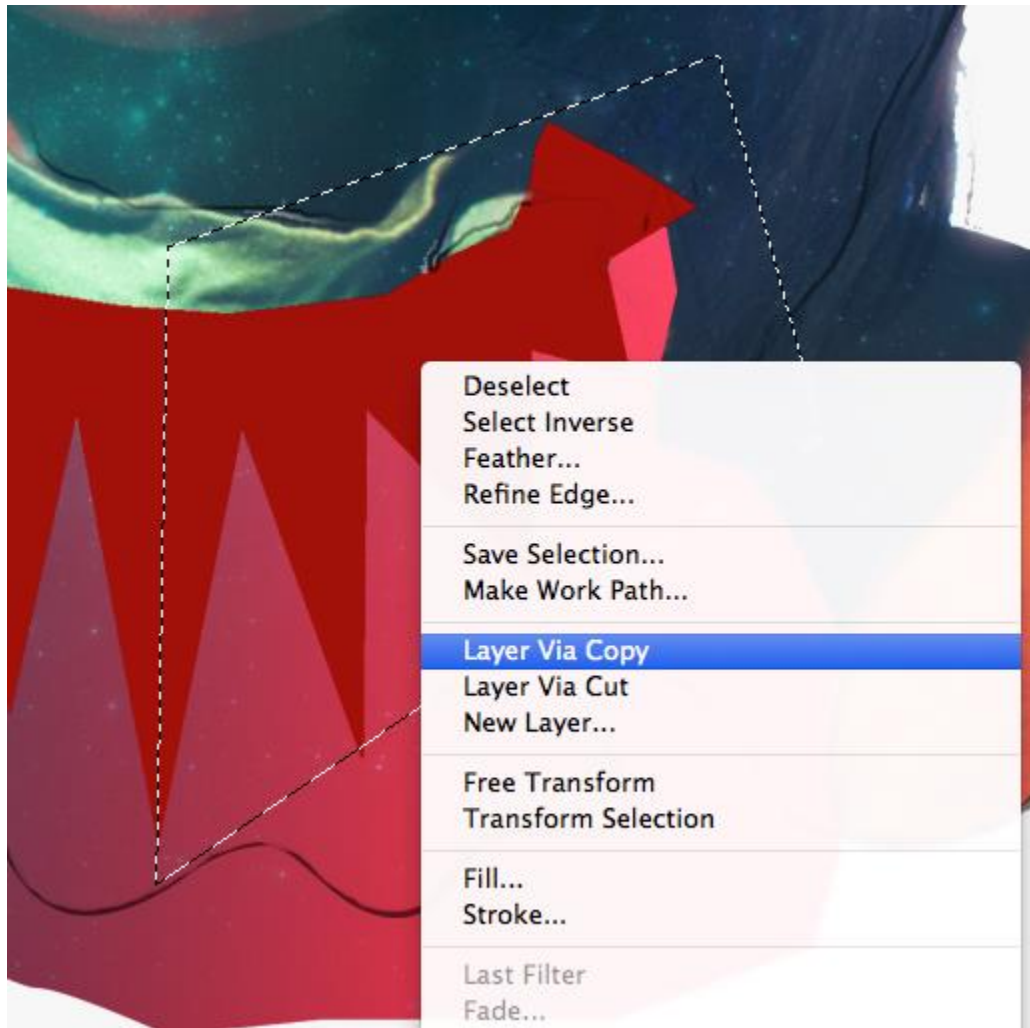 Deselect
Select Inverse
Feather...
Refine Edge...
Save Selection...
Make Work Path...
Layer Via Copy
Layer Via Cut
New Layer...
Free Transform
Transform Selection
Fill...
Stroke...
Last Filter
Fade...